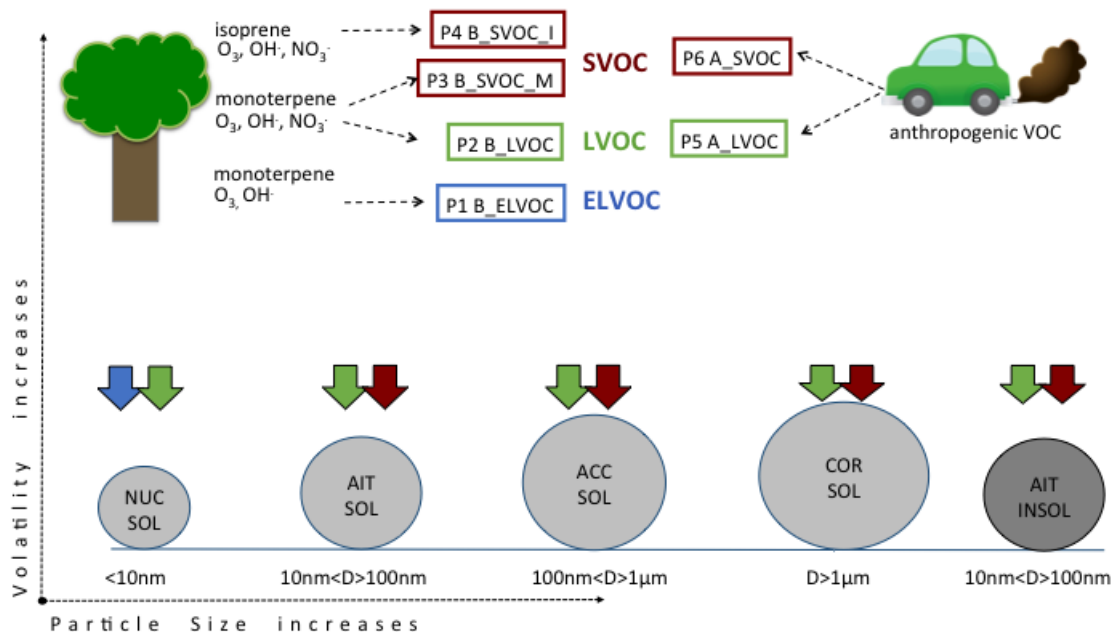 isoprene
O3, OH·, NO3·
monoterpene
O3, OH·, NO3·
monoterpene
O3, OH·
P4 B_SVOC_I
P3 B_SVOC_M
P2 B_LVOC
P1 B_ELVOC
SVOC
LVOC
ELVOC
P6 A_SVOC
P5 A_LVOC
anthropogenic VOC
Volatility increases
NUC
SOL
AIT
SOL
ACC
SOL
COR
SOL
AIT
INSOL
<10nm
10nm<D>100nm
100nm<D>1μm
D>1μm
10nm<D>100nm
Particle Size increases